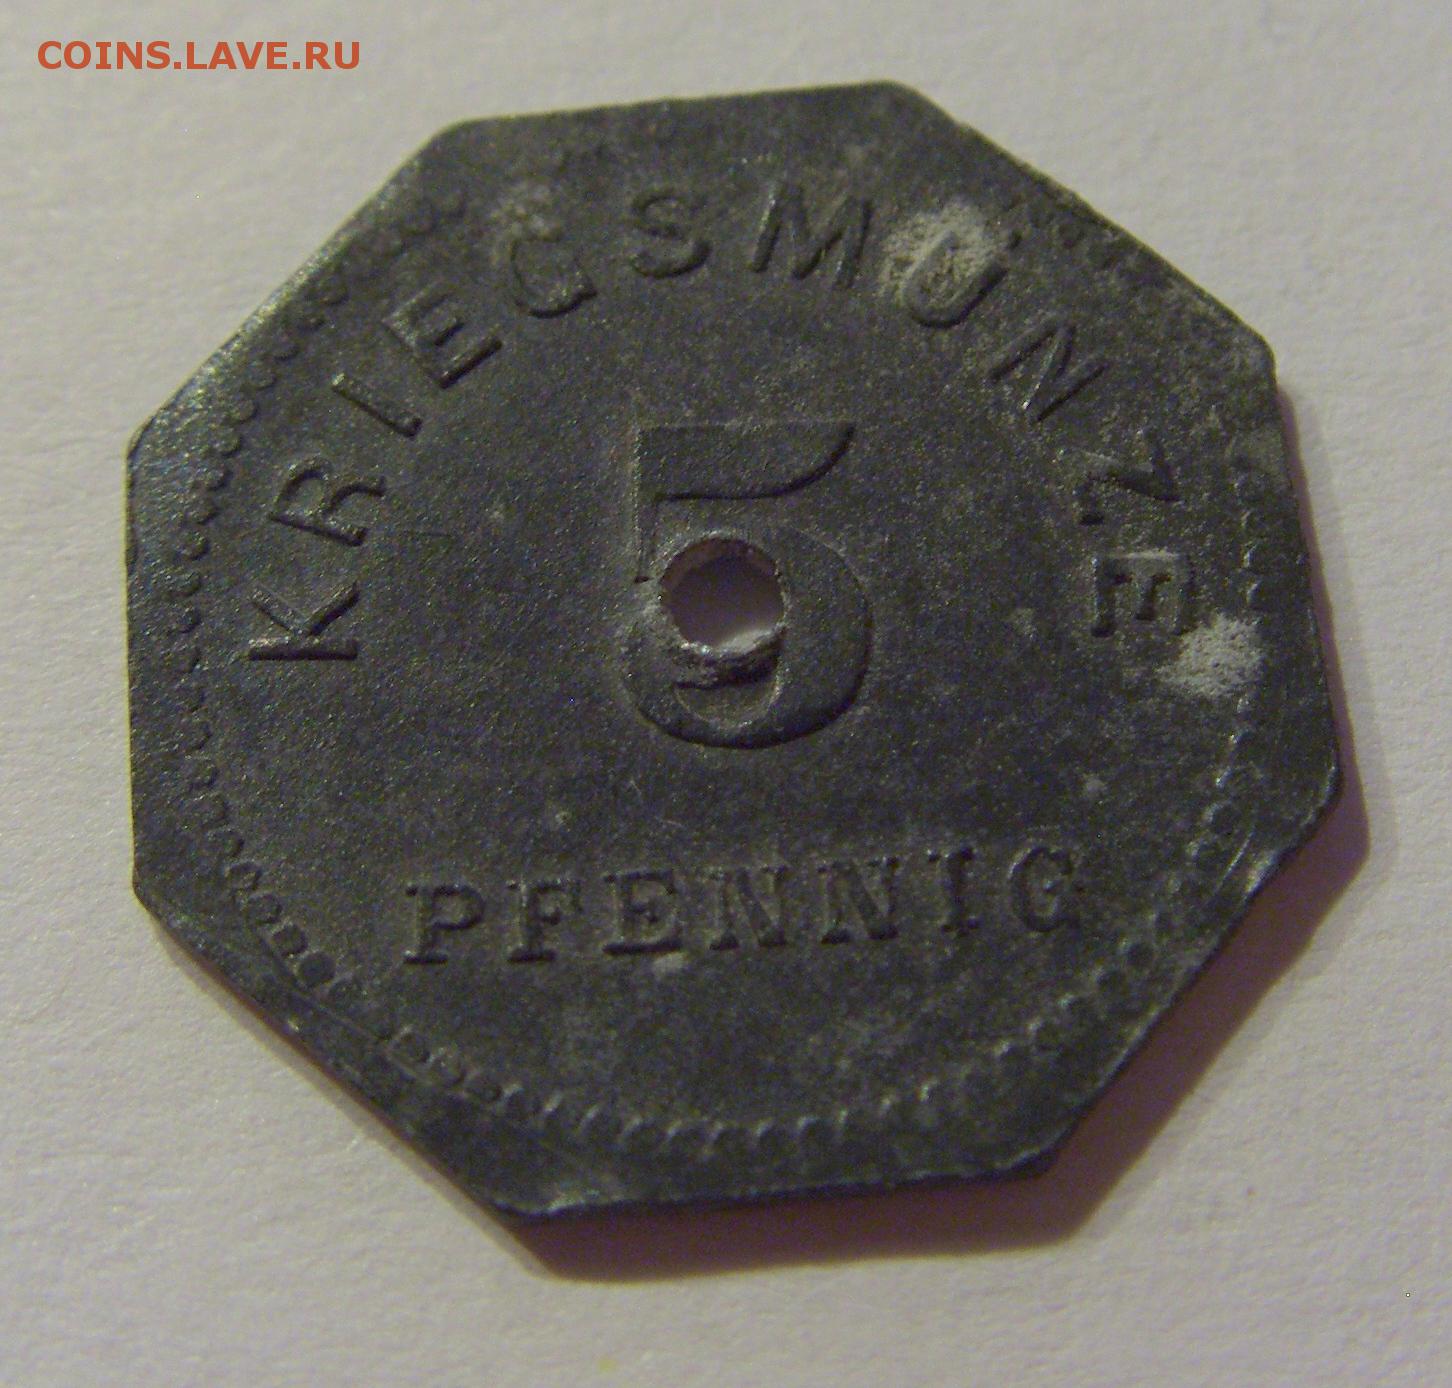 COINS.LAVE.RU
KRIEGSMÜNZE
5
PFENNIG